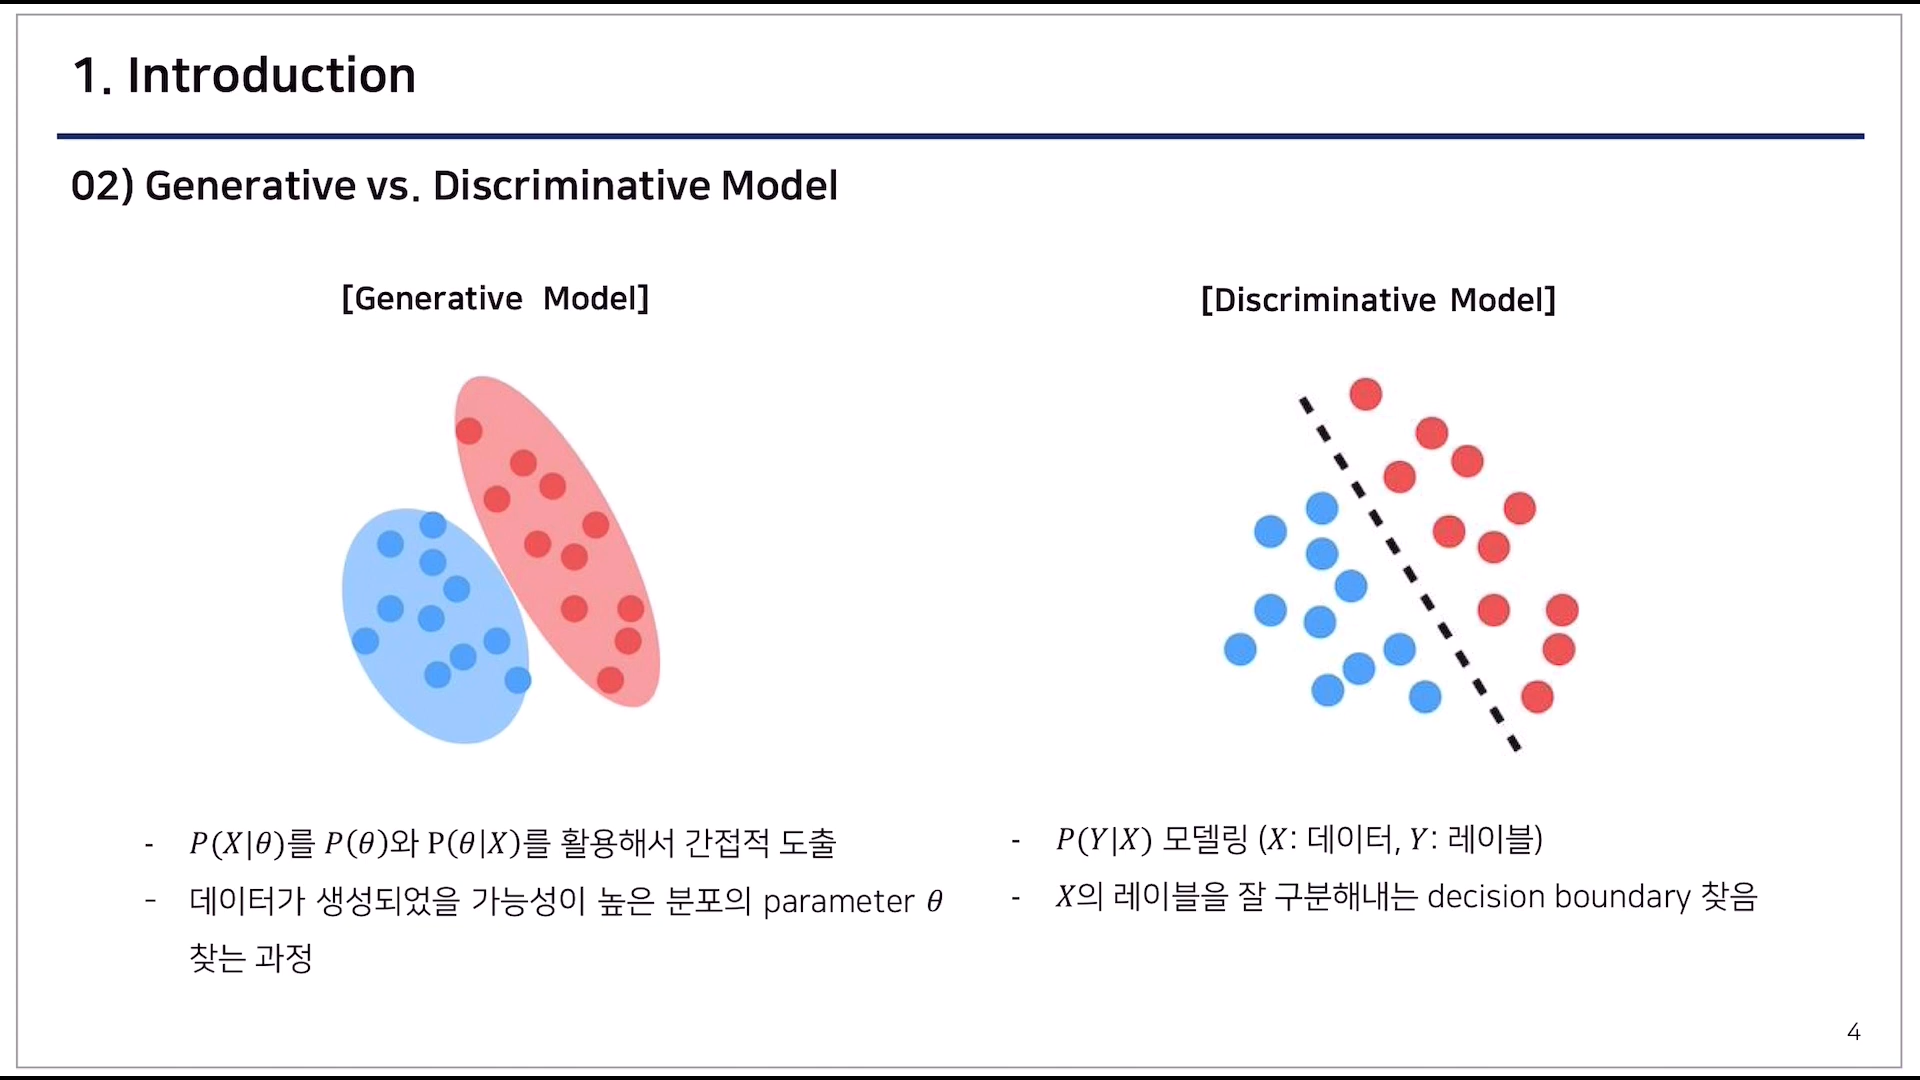 1. Introduction
02) Generative vs. Discriminative Model
[Generative Model]
- P(X|θ)를 P(θ)와 P(θ|X)를 활용해서 간접적 도출
- 데이터가 생성되었을 가능성이 높은 분포의 parameter θ
찾는 과정
[Discriminative Model]
- P(Y|X) 모델링 (X: 데이터, Y: 레이블)
- X의 레이블을 잘 구분해내는 decision boundary 찾음
4